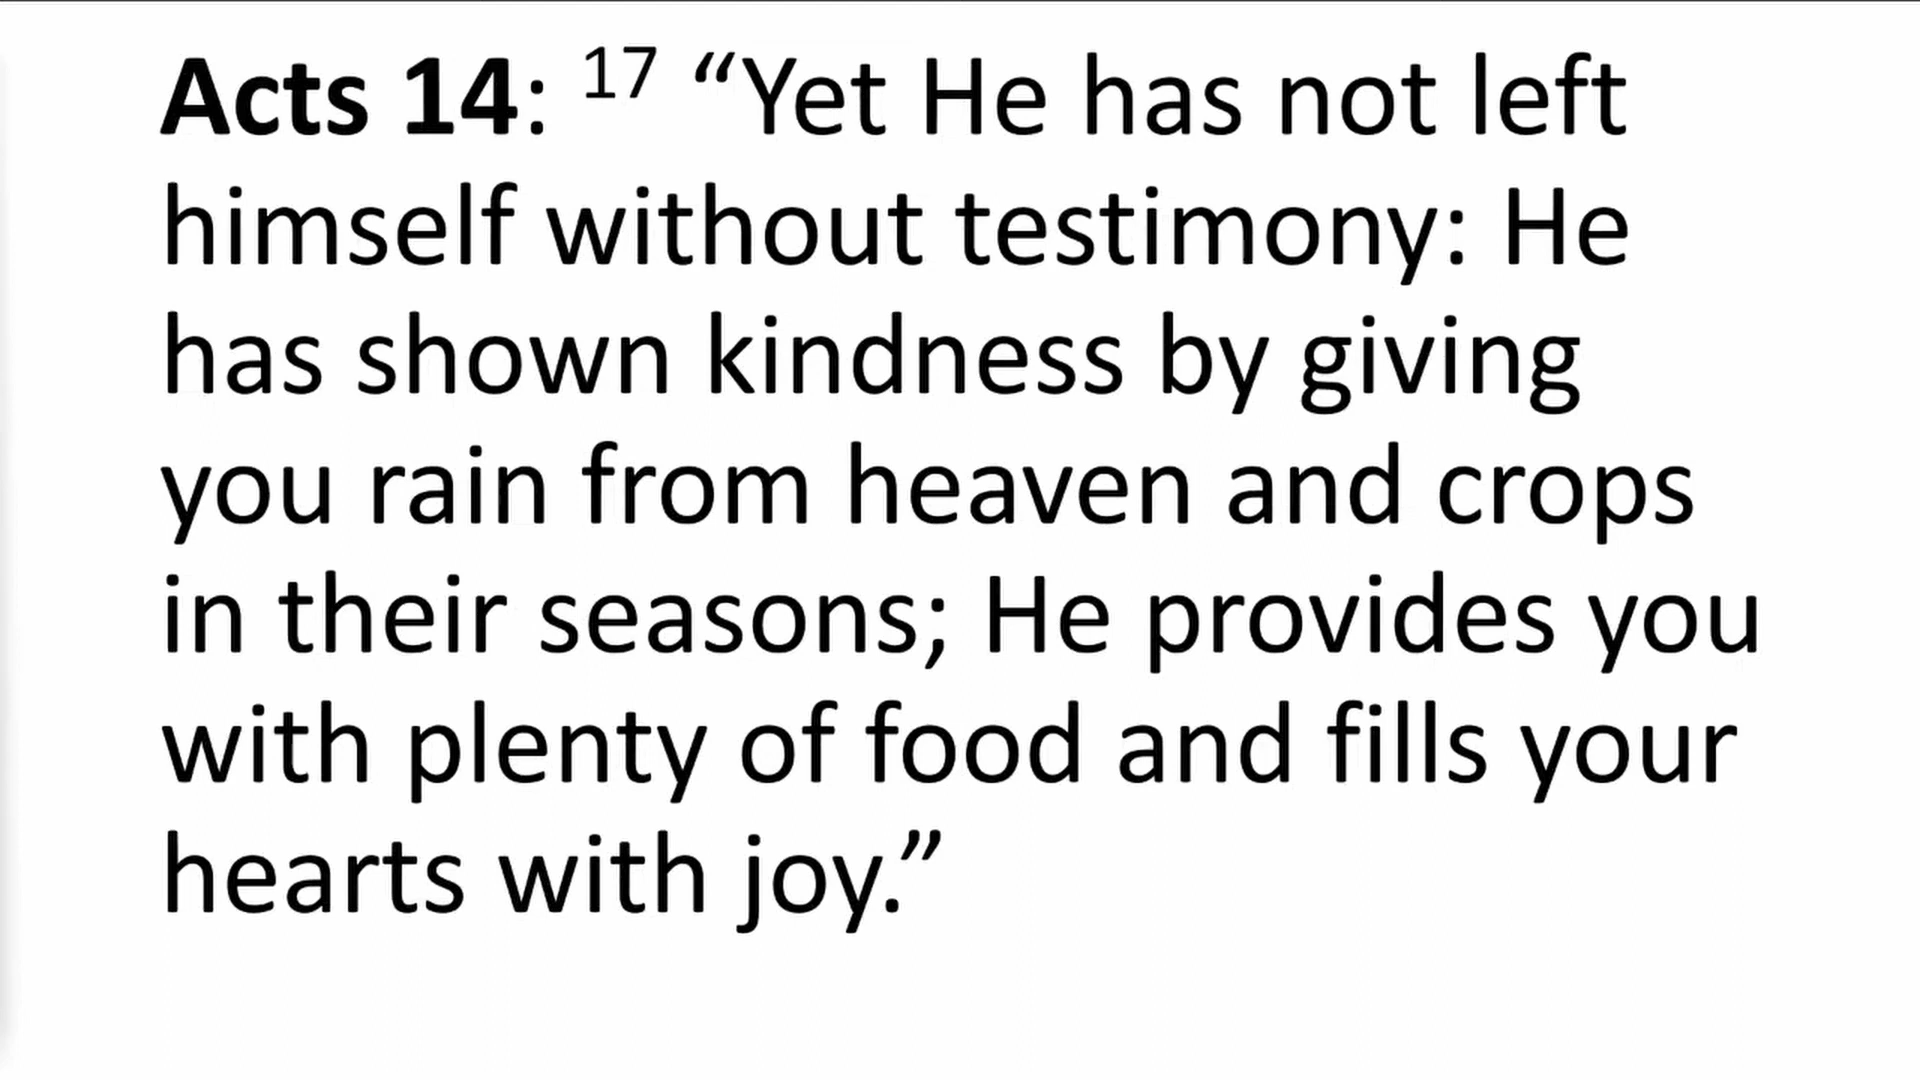 Acts 14: 17 “Yet He has not left
himself without testimony: He
has shown kindness by giving
you rain from heaven and crops
in their seasons; He provides you
with plenty of food and fills your
hearts with joy.”